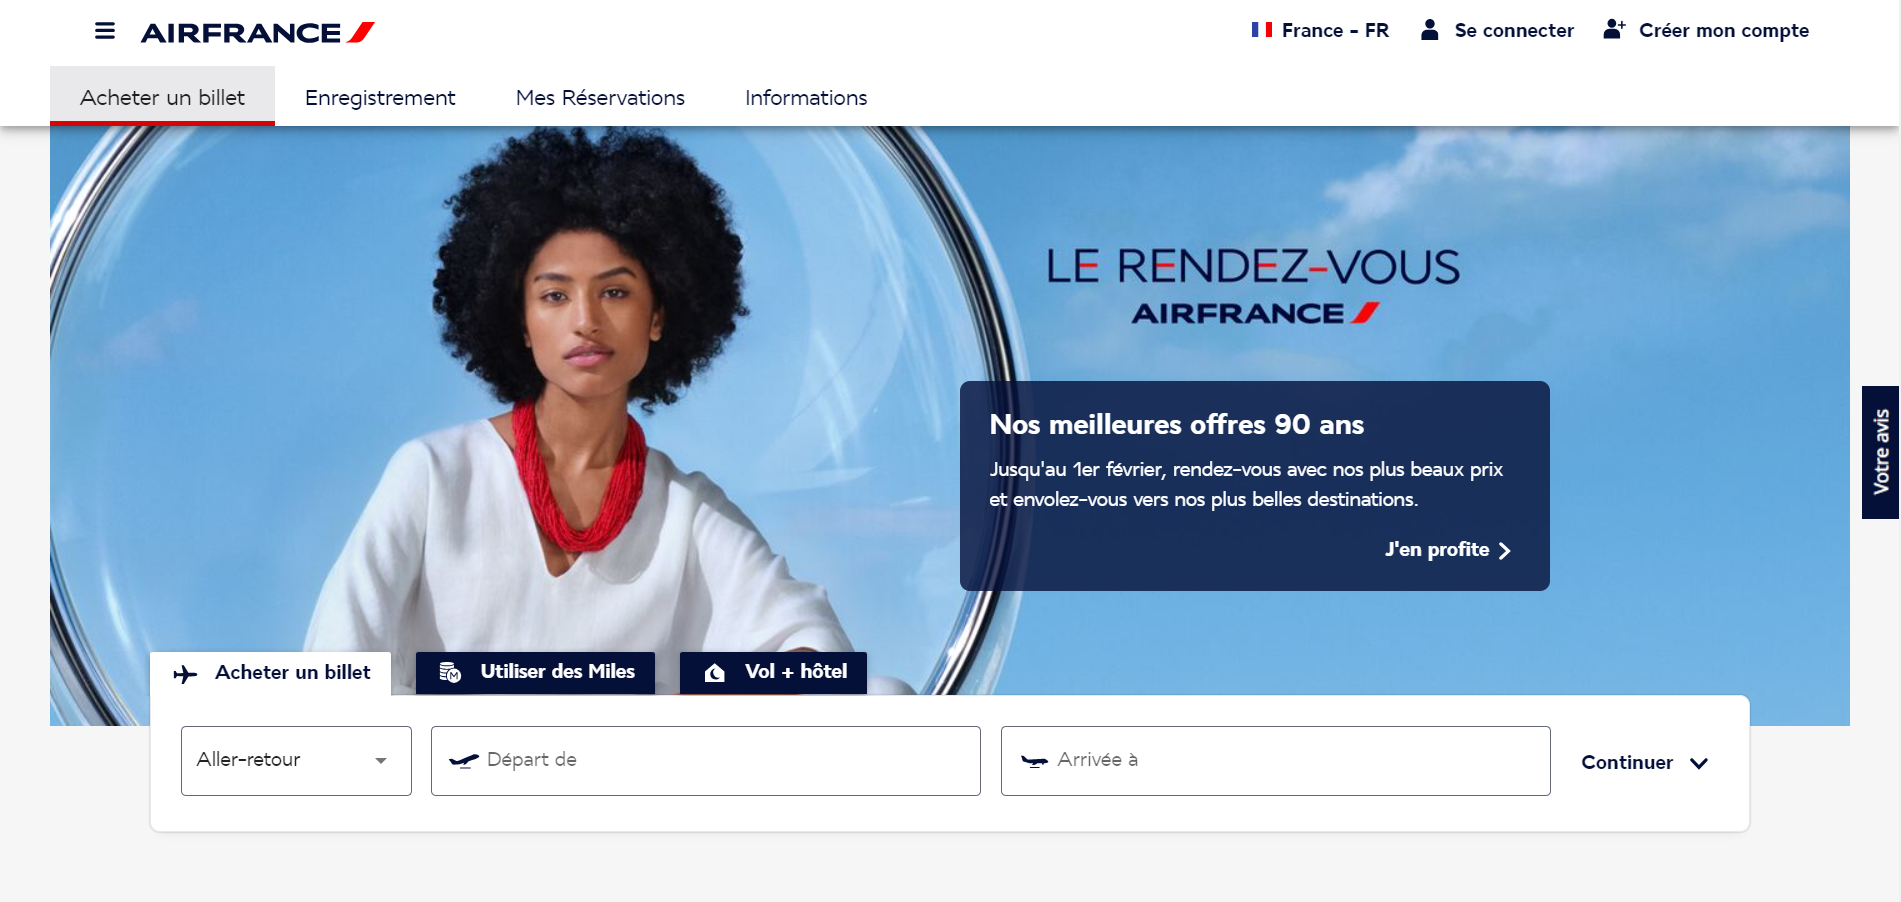 AIRFRANCE
France - FR
Se connecter
Créer mon compte
Acheter un billet
Enregistrement
Mes Réservations
Informations
LE RENDEZ-VOUS
AIRFRANCE
Nos meilleures offres 90 ans
Jusqu'au 1er février, rendez-vous avec nos plus beaux prix
et envolez-vous vers nos plus belles destinations.
J'en profite
Votre avis
Acheter un billet
M
Utiliser des Miles
Vol + hôtel
Aller-retour
Départ de
Arrivée à
Continuer